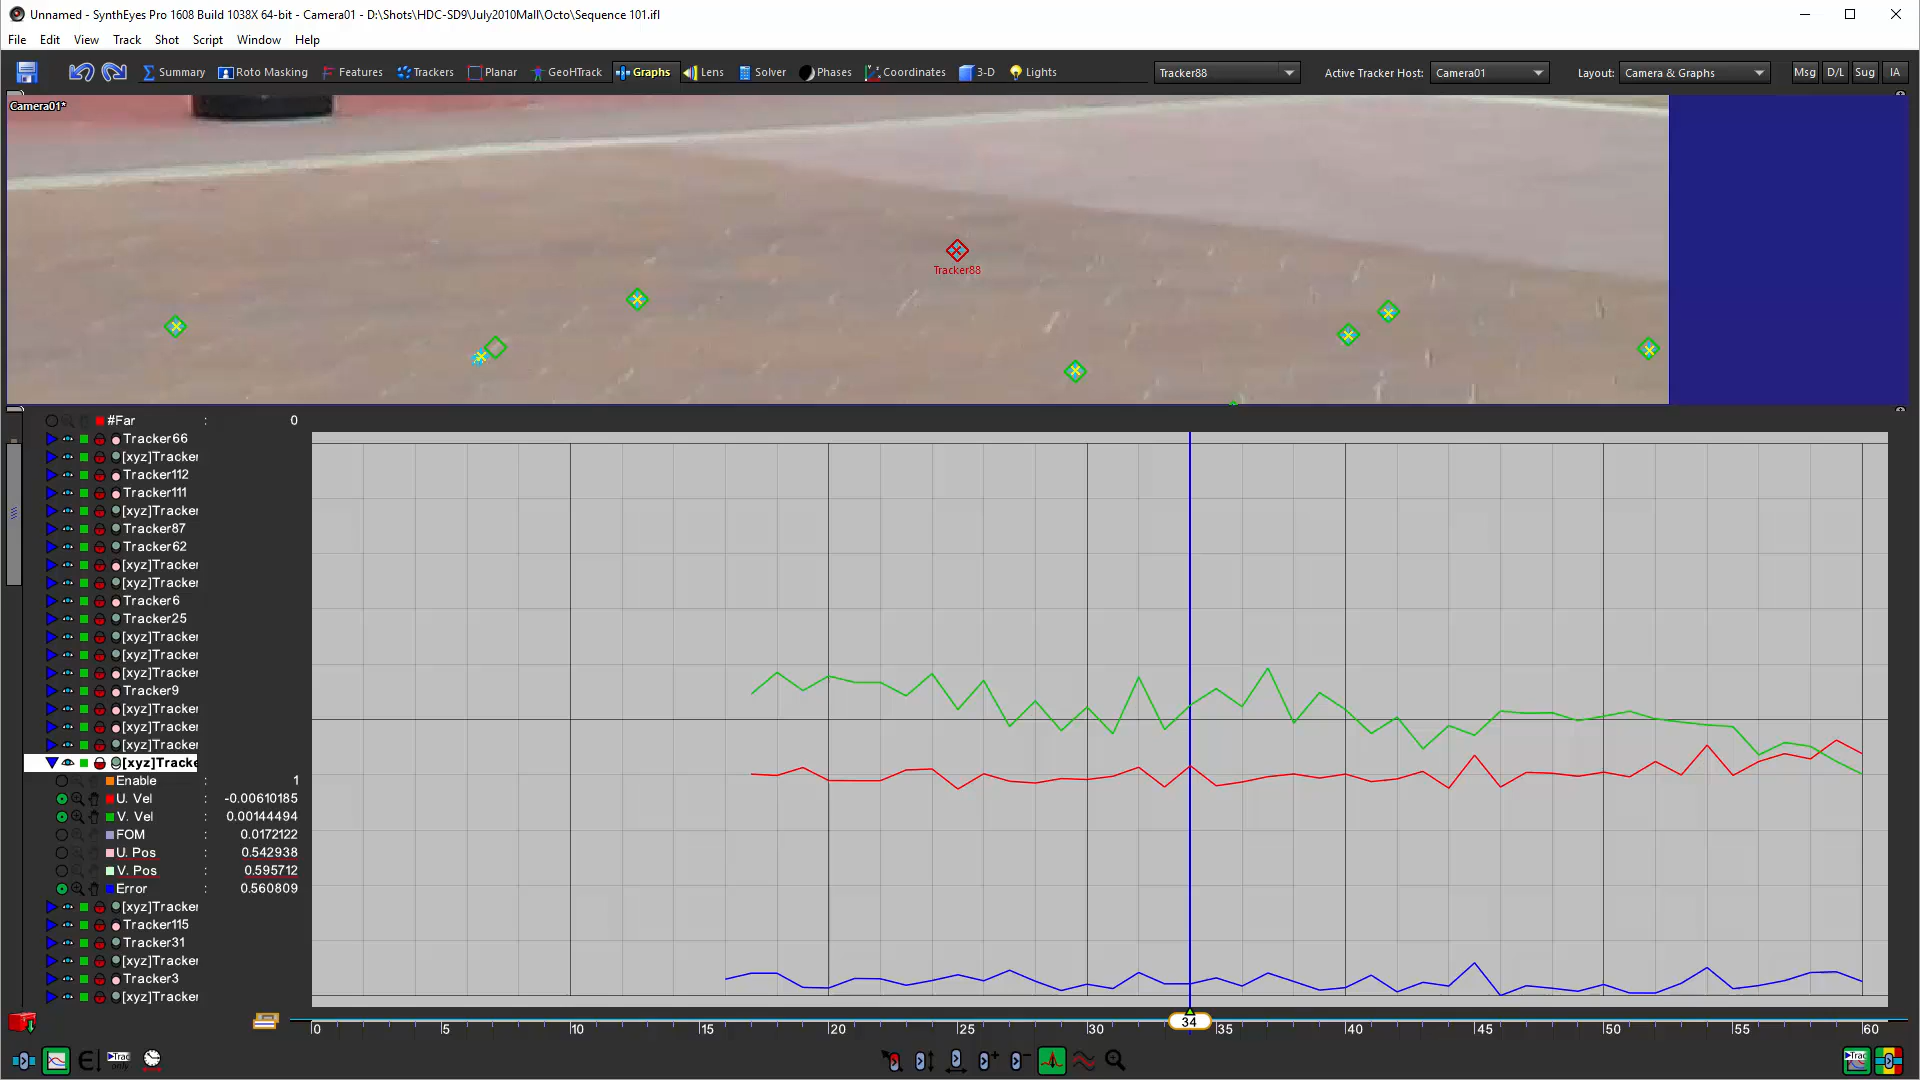 Unnamed - SynthEyes Pro 1608 Build 1038X 64-bit - Camera01 - D:\Shots\HDC-SD9\July2010Mall\Octo\Sequence 101.ifl
File Edit View Track Shot Script Window Help
Summary Roto Masking Features Trackers Planar GeoHTrack Graphs Lens Solver Phases Coordinates 3-D Lights Tracker88 Active Tracker Host: Camera01 Layout: Camera & Graphs Msg D/L Sug IA
Camera01*
Tracker88
#Far : 0
Tracker66
[xyz]Tracker
Tracker112
Tracker111
[xyz]Tracker
Tracker87
Tracker62
[xyz]Tracker
[xyz]Tracker
Tracker6
Tracker25
[xyz]Tracker
[xyz]Tracker
[xyz]Tracker
Tracker9
[xyz]Tracker
[xyz]Tracker
[xyz]Tracker
[xyz]Tracke
Enable : 1
U. Vel : -0.00610185
V. Vel : 0.00144494
FOM : 0.0172122
U. Pos : 0.542938
V. Pos : 0.595712
Error : 0.560809
[xyz]Tracker
Tracker115
Tracker31
[xyz]Tracker
Tracker3
[xyz]Tracker
0 5 10 15 20 25 30 34 35 40 45 50 55 60
Trac only
Trac